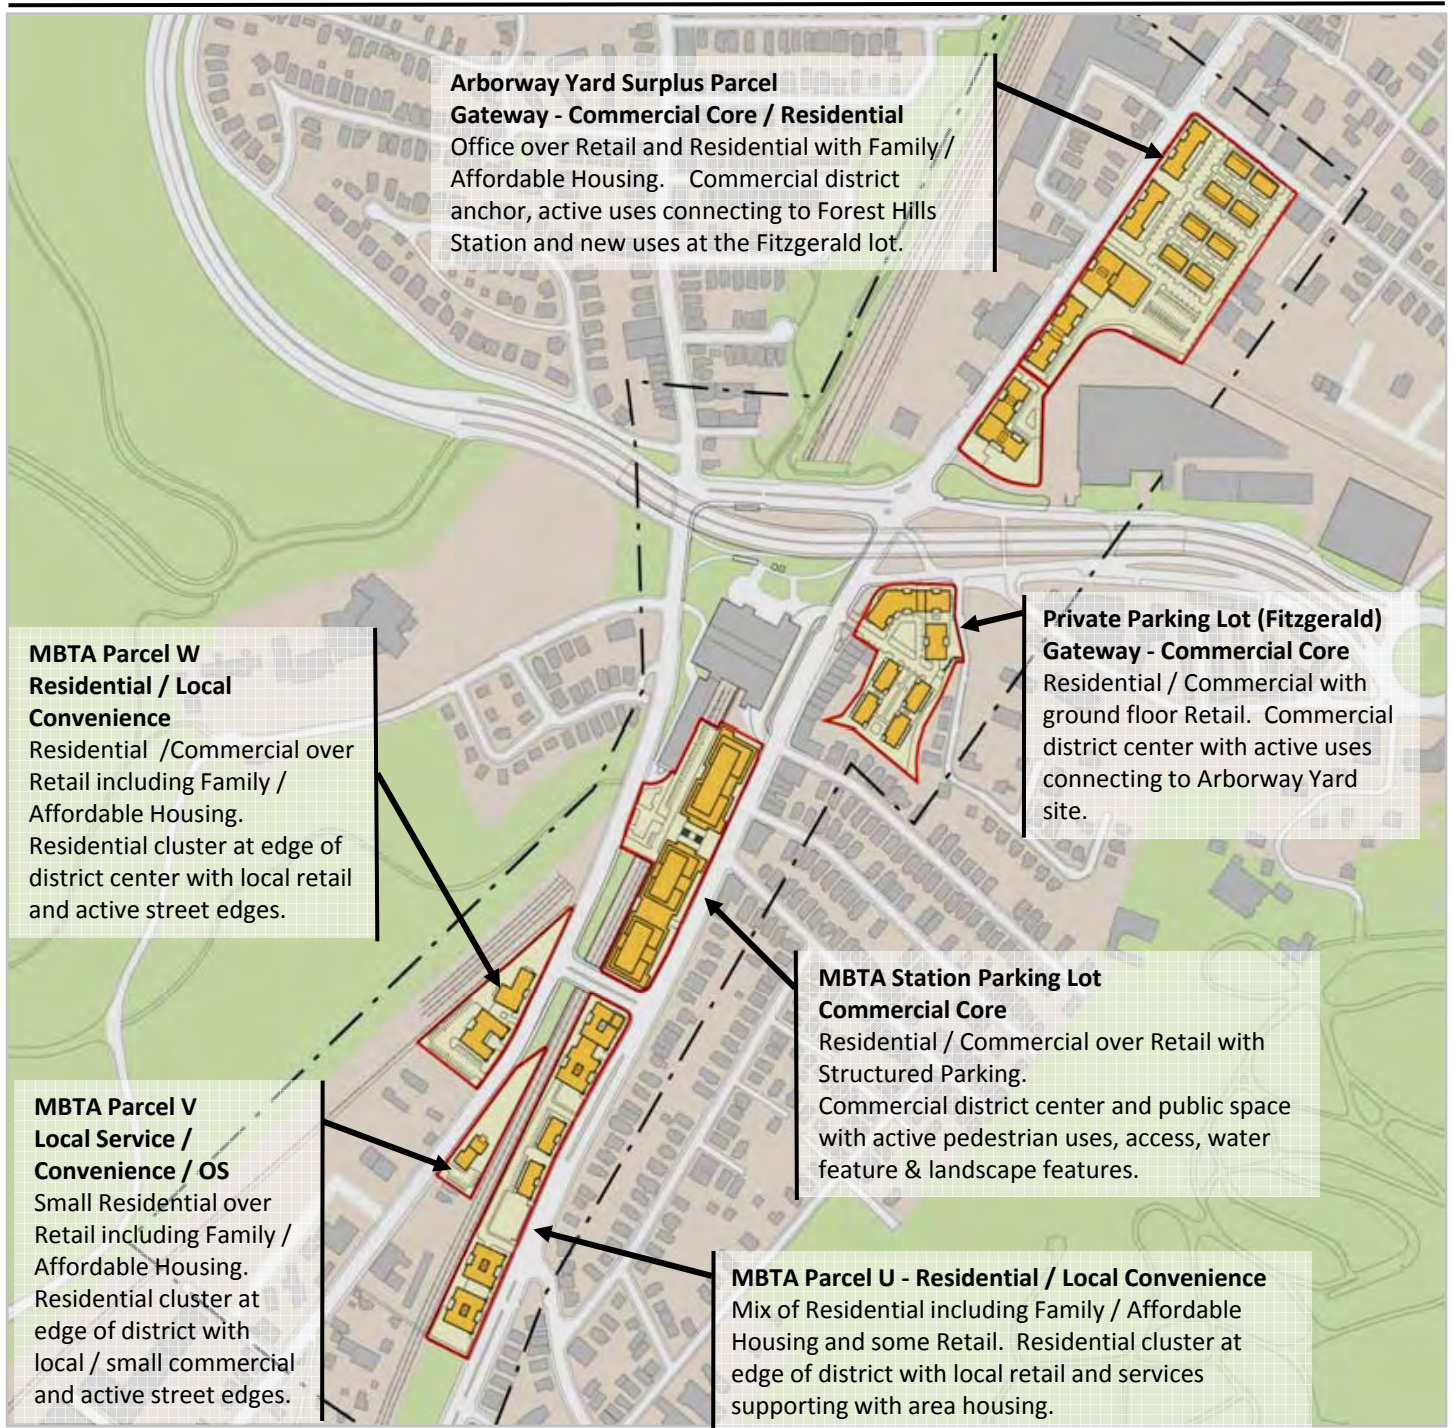 Arborway Yard Surplus Parcel
Gateway - Commercial Core / Residential
Office over Retail and Residential with Family /
Affordable Housing. Commercial district
anchor, active uses connecting to Forest Hills
Station and new uses at the Fitzgerald lot.
Private Parking Lot (Fitzgerald)
Gateway - Commercial Core
Residential / Commercial with
ground floor Retail. Commercial
district center with active uses
connecting to Arborway Yard
site.
MBTA Parcel W
Residential / Local
Convenience
Residential /Commercial over
Retail including Family /
Affordable Housing.
Residential cluster at edge of
district center with local retail
and active street edges.
MBTA Station Parking Lot
Commercial Core
Residential / Commercial over Retail with
Structured Parking.
Commercial district center and public space
with active pedestrian uses, access, water
feature & landscape features.
MBTA Parcel V
Local Service /
Convenience / OS
Small Residential over
Retail including Family /
Affordable Housing.
Residential cluster at
edge of district with
local / small commercial
and active street edges.
MBTA Parcel U - Residential / Local Convenience
Mix of Residential including Family / Affordable
Housing and some Retail. Residential cluster at
edge of district with local retail and services
supporting with area housing.